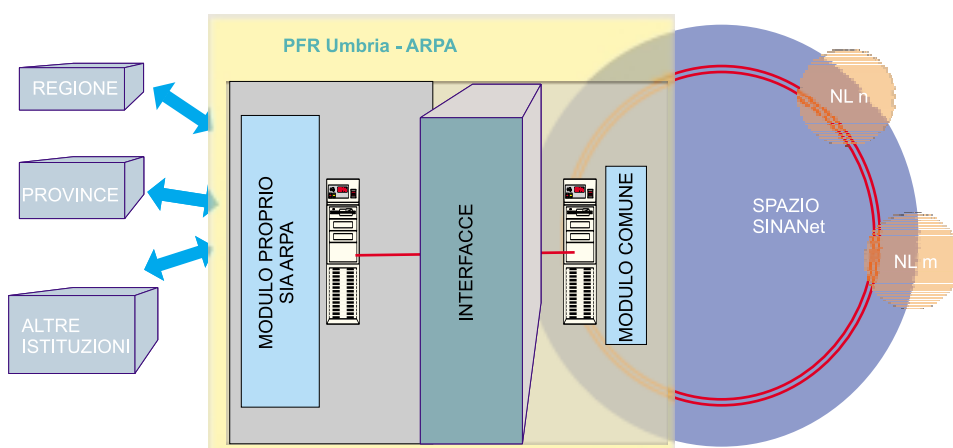 PFR Umbria - ARPA
REGIONE
PROVINCE
ALTRE
ISTITUZIONI
MODULO PROPRIO
SIA ARPA
INTERFACCE
MODULO COMUNE
SPAZIO
SINANet
NL n
NL m